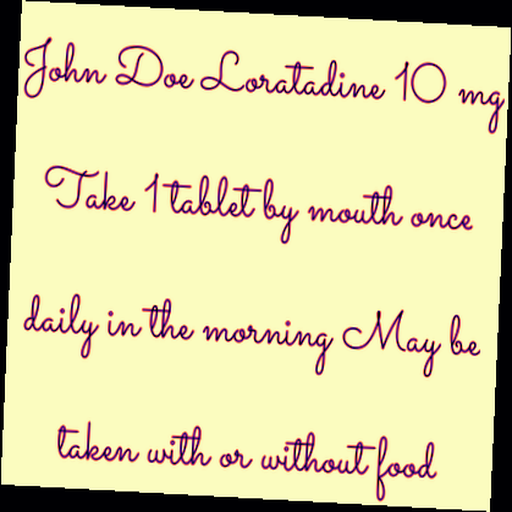 John Doe Loratadine 10 mg
Take 1 tablet by mouth once
daily in the morning May be
taken with or without food